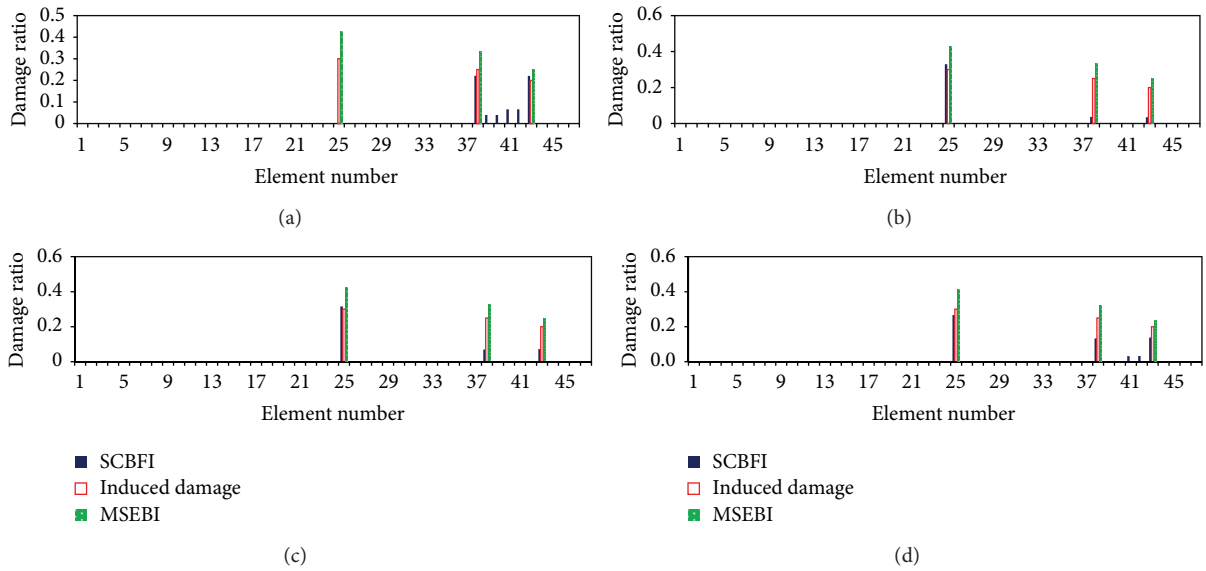 Damage ratio
0.5
0.4
0.3
0.2
0.1
0
1 5 9 13 17 21 25 29 33 37 41 45
Element number
(a)
Damage ratio
0.6
0.4
0.2
0
1 5 9 13 17 21 25 29 33 37 41 45
Element number
(b)
Damage ratio
0.6
0.4
0.2
0
1 5 9 13 17 21 25 29 33 37 41 45
Element number
SCBFI
Induced damage
MSEBI
(c)
Damage ratio
0.6
0.4
0.2
0.0
1 5 9 13 17 21 25 29 33 37 41 45
Element number
SCBFI
Induced damage
MSEBI
(d)